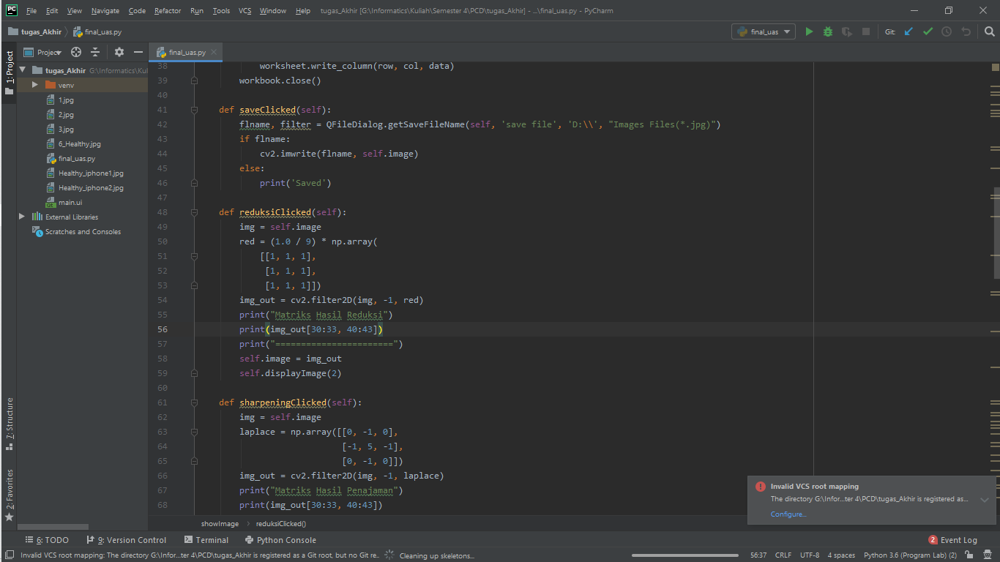 File Edit View Navigate Code Refactor Run Tools VCS Window Help tugas_Akhir [G:\Informatics\Kuliah\Semester 4\PCD\tugas_Akhir] - ...\final_uas.py - PyCharm
tugas_Akhir final_uas.py final_uas Git:
1: Project
Project
final_uas.py
tugas_Akhir G:\Informatics\Kul
venv
1.jpg
2.jpg
3.jpg
6_Healthy.jpg
final_uas.py
Healthy_iphone1.jpg
Healthy_iphone2.jpg
main.ui
External Libraries
Scratches and Consoles
7: Structure
2: Favorites
38 worksheet.write_column(row, col, data)
39 workbook.close()
40
41 def saveClicked(self):
42 flname, filter = QFileDialog.getSaveFileName(self, 'save file', 'D:\\', "Images Files(*.jpg)")
43 if flname:
44 cv2.imwrite(flname, self.image)
45 else:
46 print('Saved')
47
48 def reduksiClicked(self):
49 img = self.image
50 red = (1.0 / 9) * np.array(
51 [[1, 1, 1],
52 [1, 1, 1],
53 [1, 1, 1]])
54 img_out = cv2.filter2D(img, -1, red)
55 print("Matriks Hasil Reduksi")
56 print(img_out[30:33, 40:43])
57 print("=======================")
58 self.image = img_out
59 self.displayImage(2)
60
61 def sharpeningClicked(self):
62 img = self.image
63 laplace = np.array([[0, -1, 0],
64 [-1, 5, -1],
65 [0, -1, 0]])
66 img_out = cv2.filter2D(img, -1, laplace)
67 print("Matriks Hasil Penajaman")
68 print(img_out[30:33, 40:43])
showImage reduksiClicked()
Invalid VCS root mapping
The directory G:\Infor...ter 4\PCD\tugas_Akhir is registered as...
Configure...
6: TODO 9: Version Control Terminal Python Console 2 Event Log
Invalid VCS root mapping: The directory G:\Infor...ter 4\PCD\tugas_Akhir is registered as a Git root, but no Git re.. Cleaning up skeletons... 56:37 CRLF UTF-8 4 spaces Python 3.6 (Program Lab) (2)